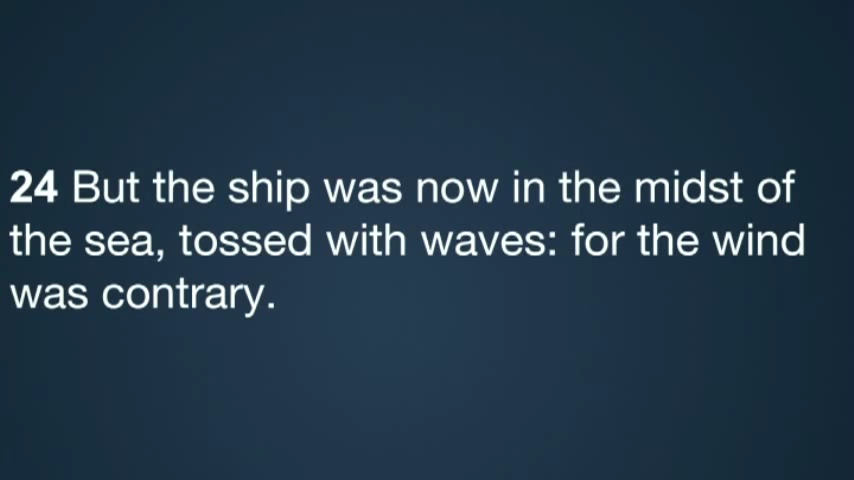 24 But the ship was now in the midst of
the sea, tossed with waves: for the wind
was contrary.